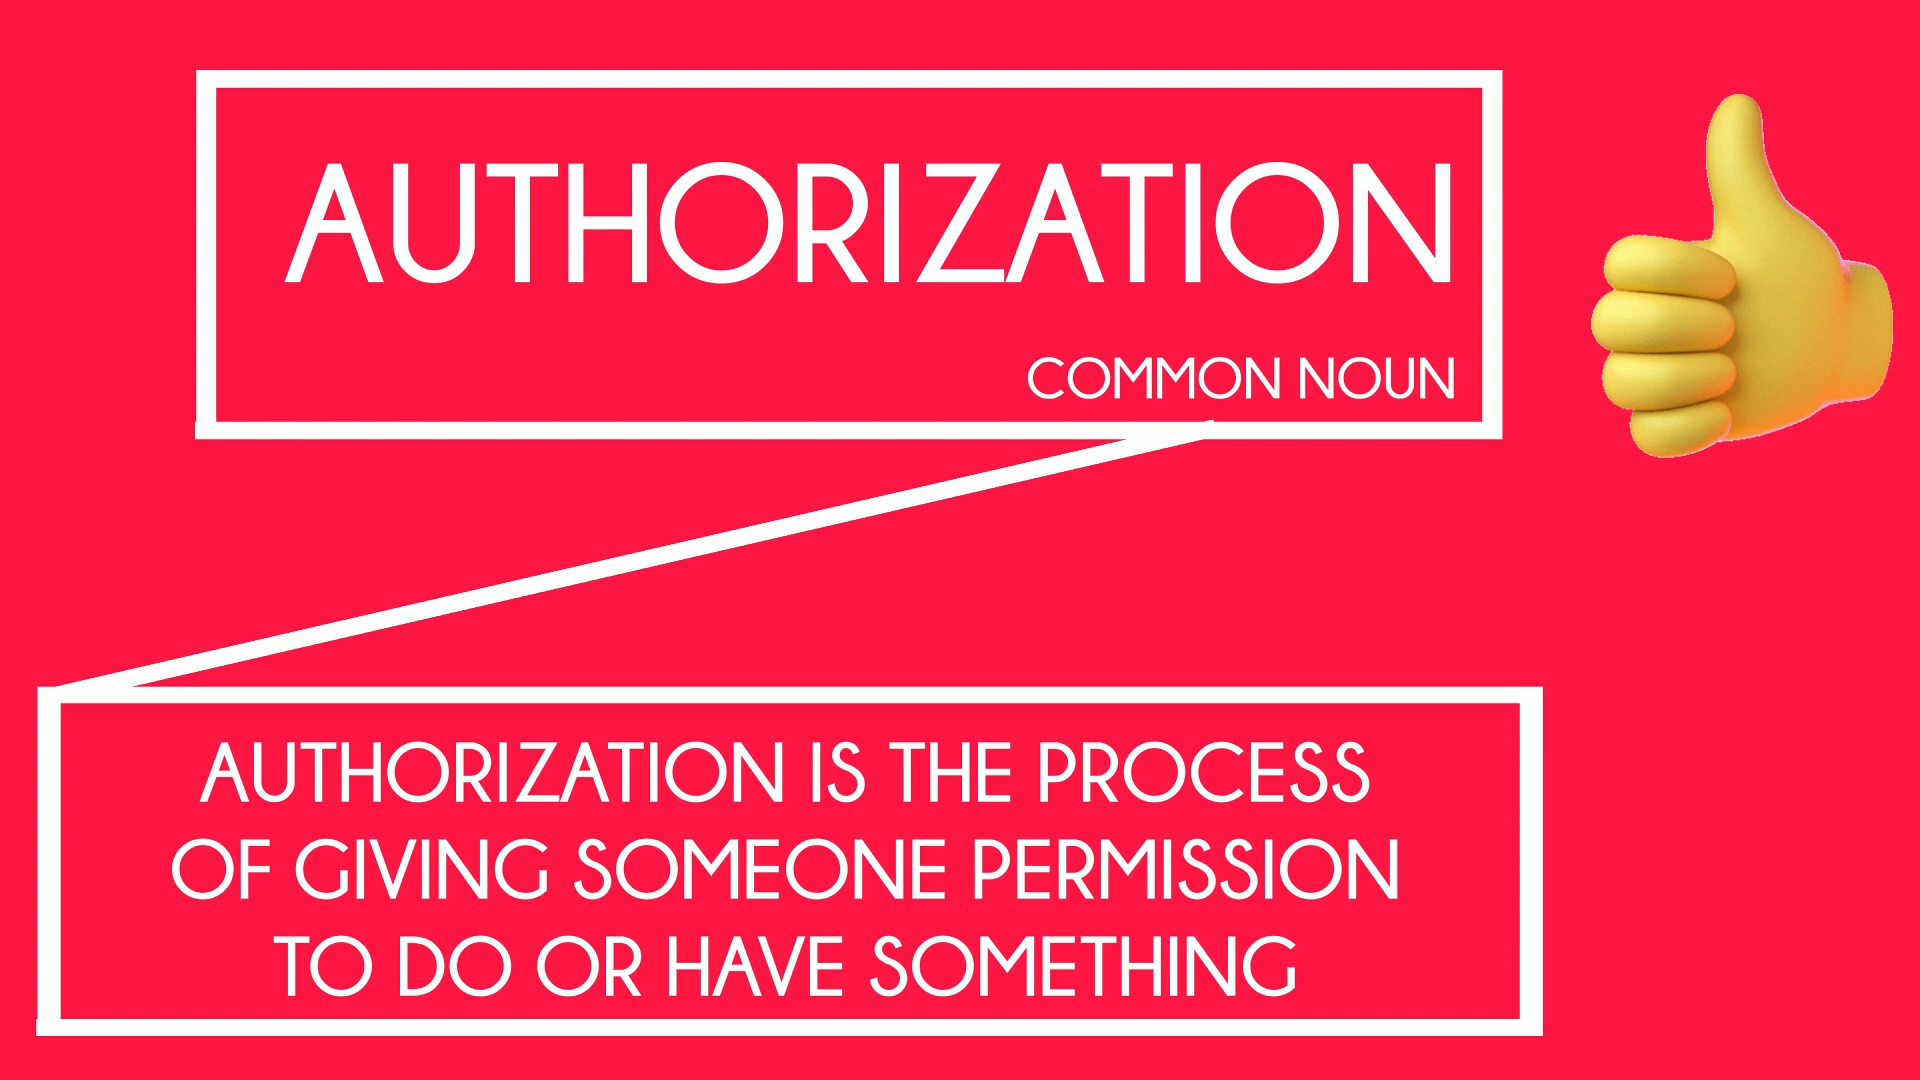 AUTHORIZATION
COMMON NOUN
AUTHORIZATION IS THE PROCESS
OF GIVING SOMEONE PERMISSION
TO DO OR HAVE SOMETHING